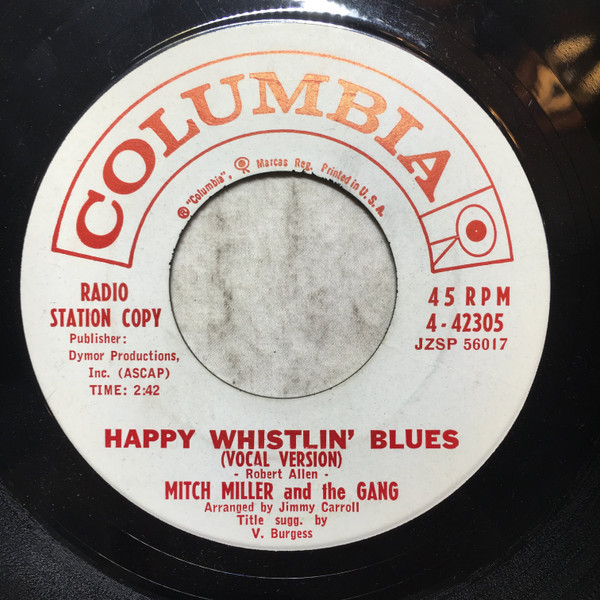 COLUMBIA
® "Columbia", Marcas Reg. Printed in U.S.A.
RADIO
STATION COPY
Publisher:
Dymor Productions,
Inc. (ASCAP)
TIME: 2:42
45 RPM
4-42305
JZSP 56017
HAPPY WHISTLIN' BLUES
(VOCAL VERSION)
- Robert Allen -
MITCH MILLER and the GANG
Arranged by Jimmy Carroll
Title sugg. by
V. Burgess